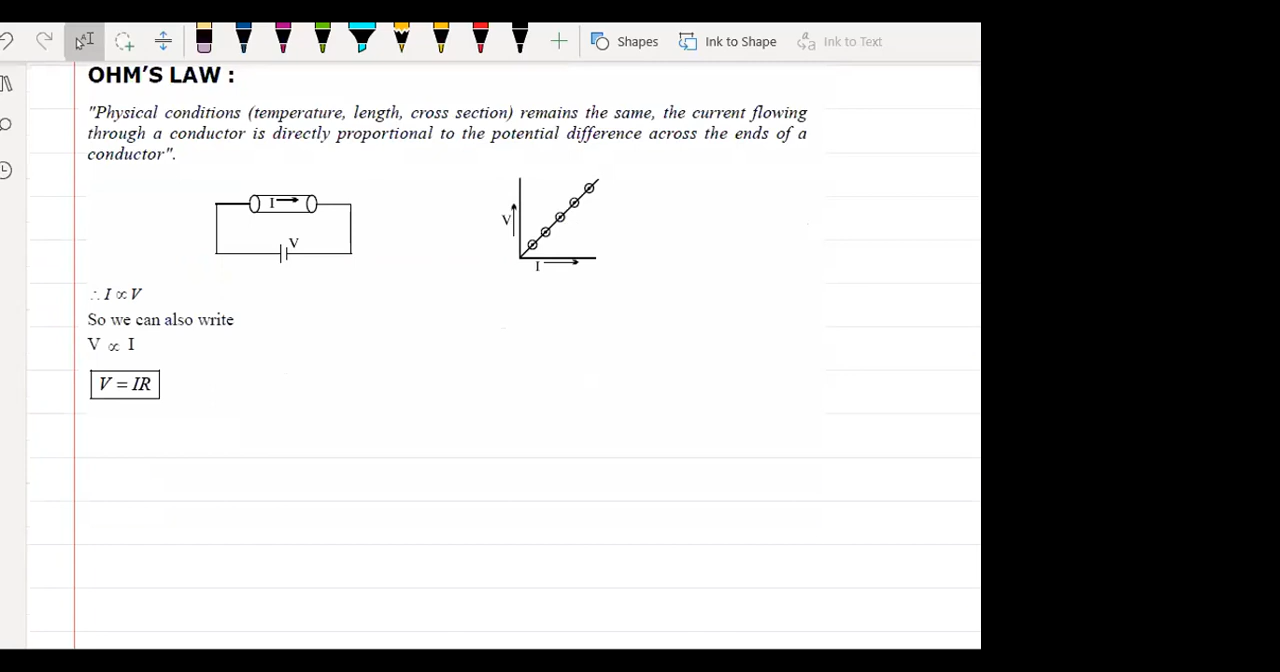 Shapes
Ink to Shape
Ink to Text
OHM'S LAW :
"Physical conditions (temperature, length, cross section) remains the same, the current flowing
through a conductor is directly proportional to the potential difference across the ends of a
conductor".
I
V
V
I
∴ I ∝ V
So we can also write
V ∝ I
V = IR